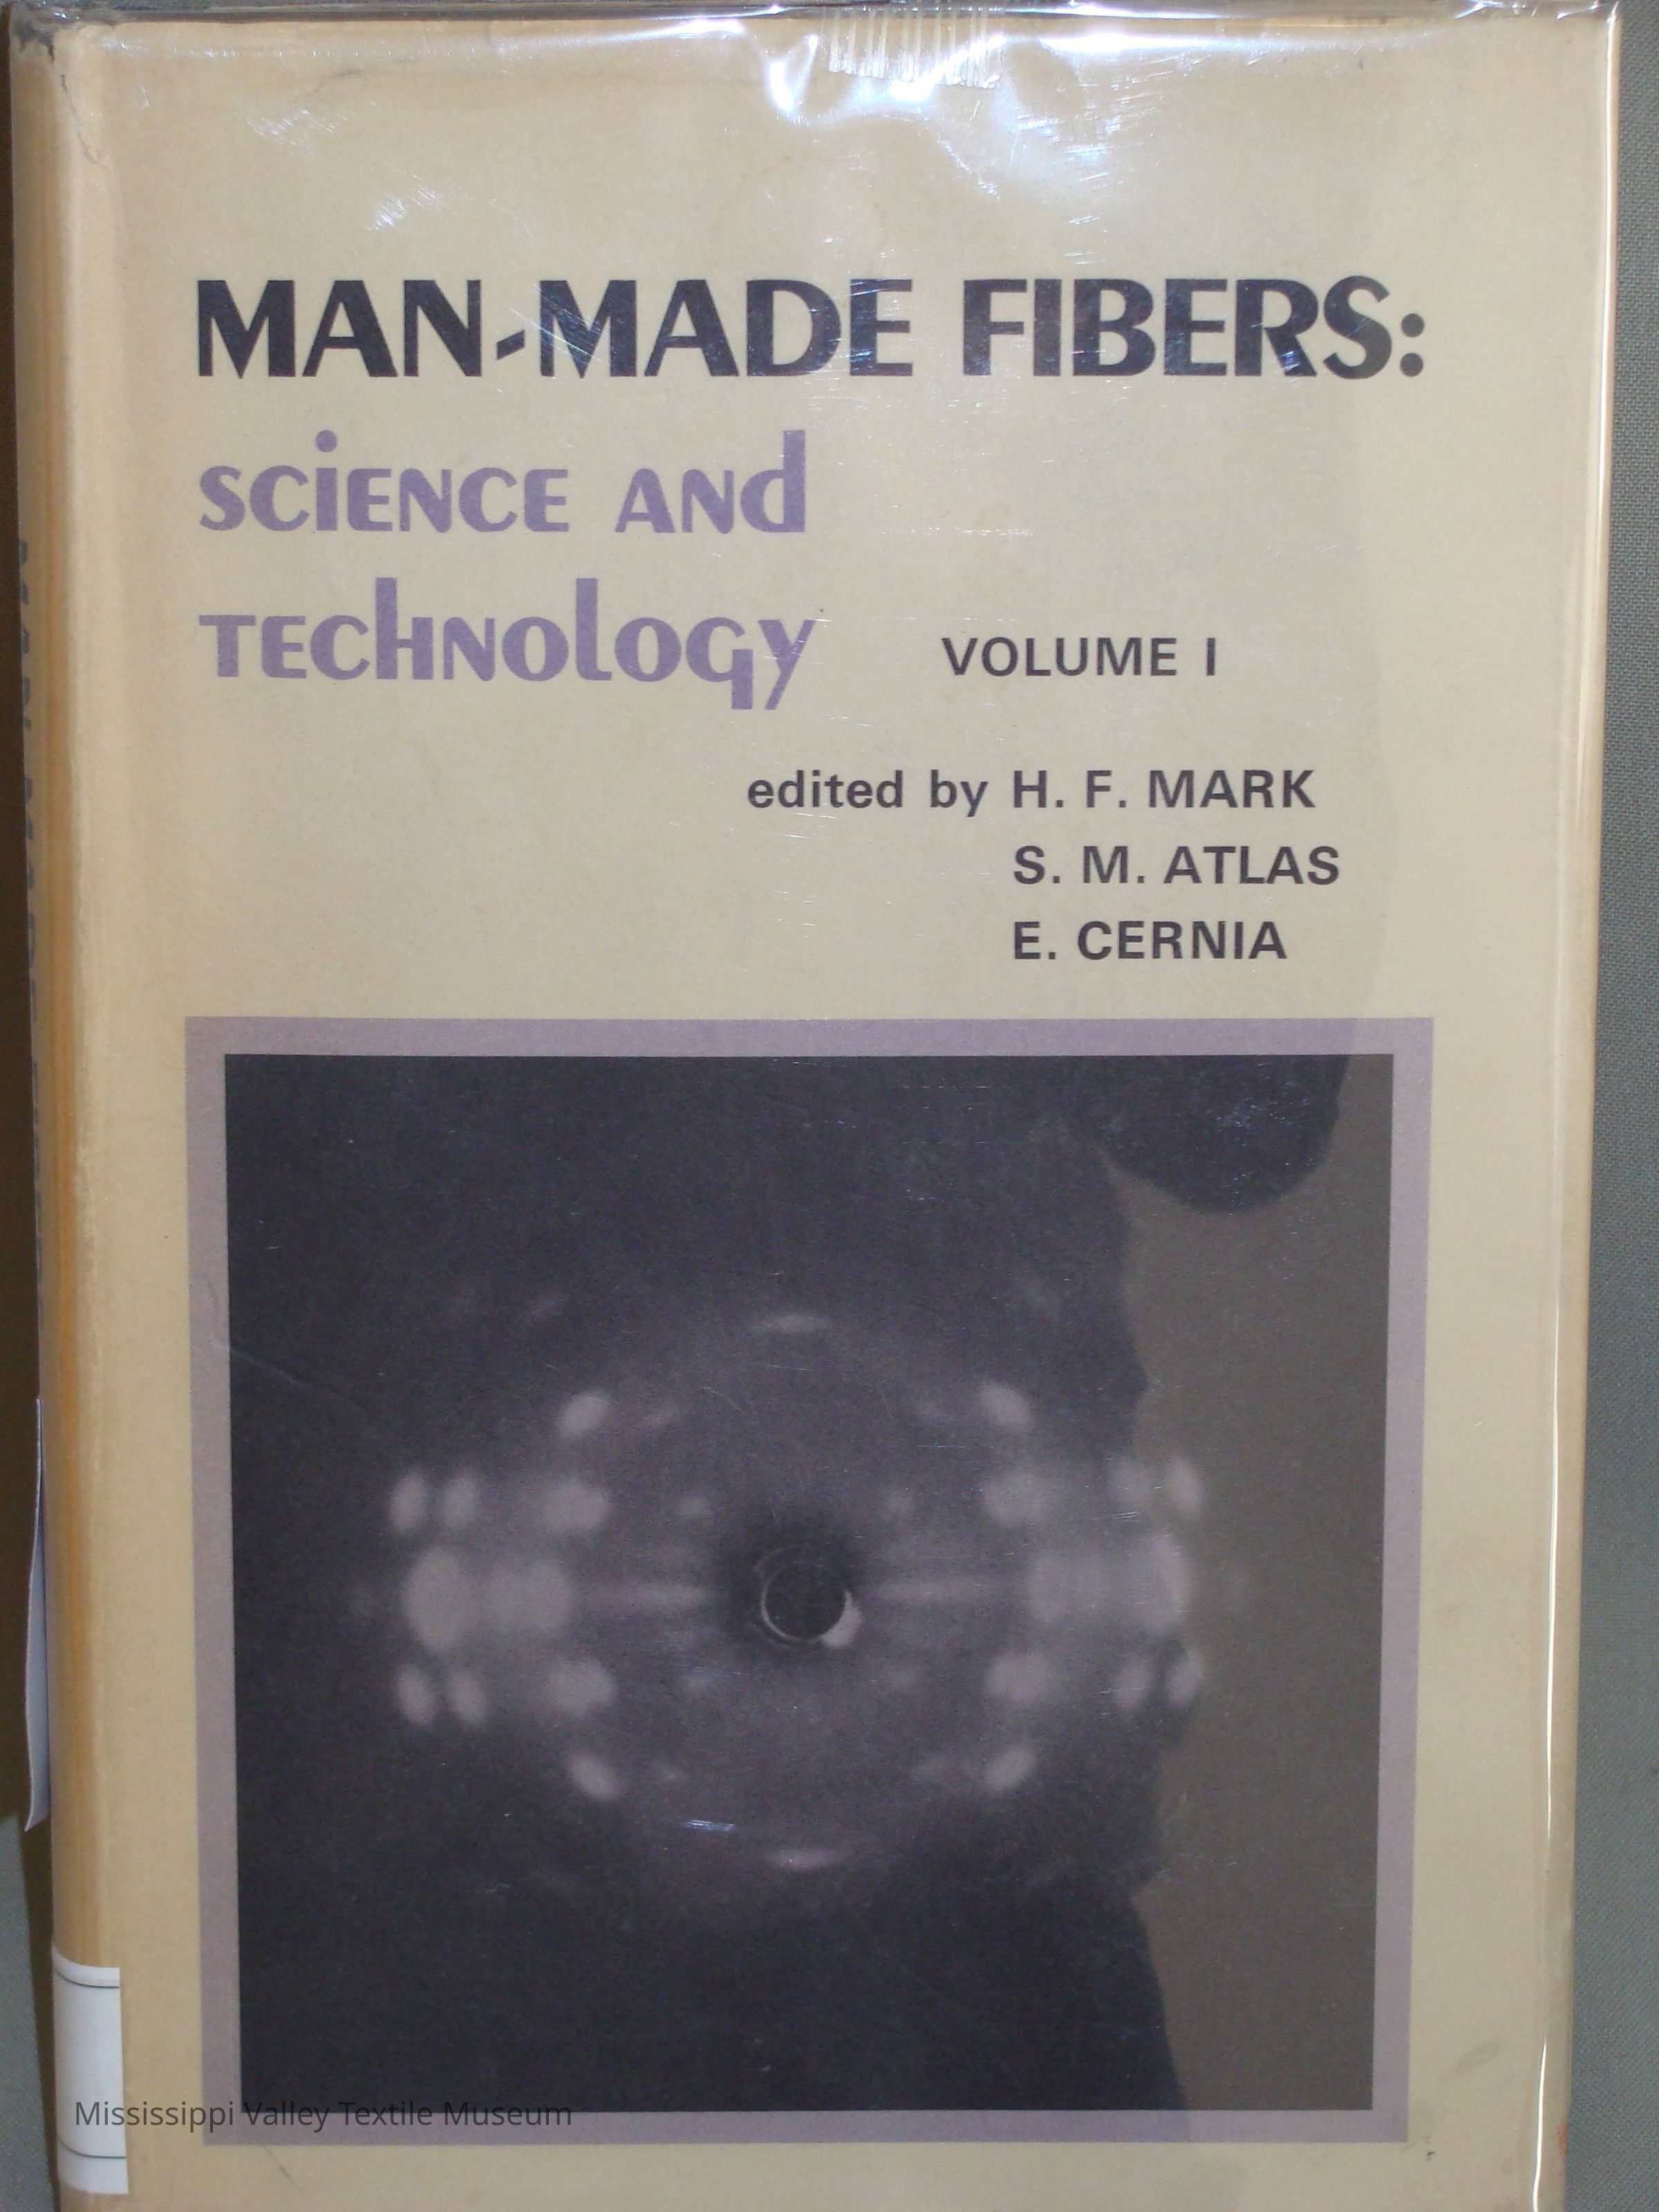 MAN-MADE FIBERS:
SCiENCE ANd
TEChNOlOGY
VOLUME I
edited by H. F. MARK
S. M. ATLAS
E. CERNIA
Mississippi Valley Textile Museum